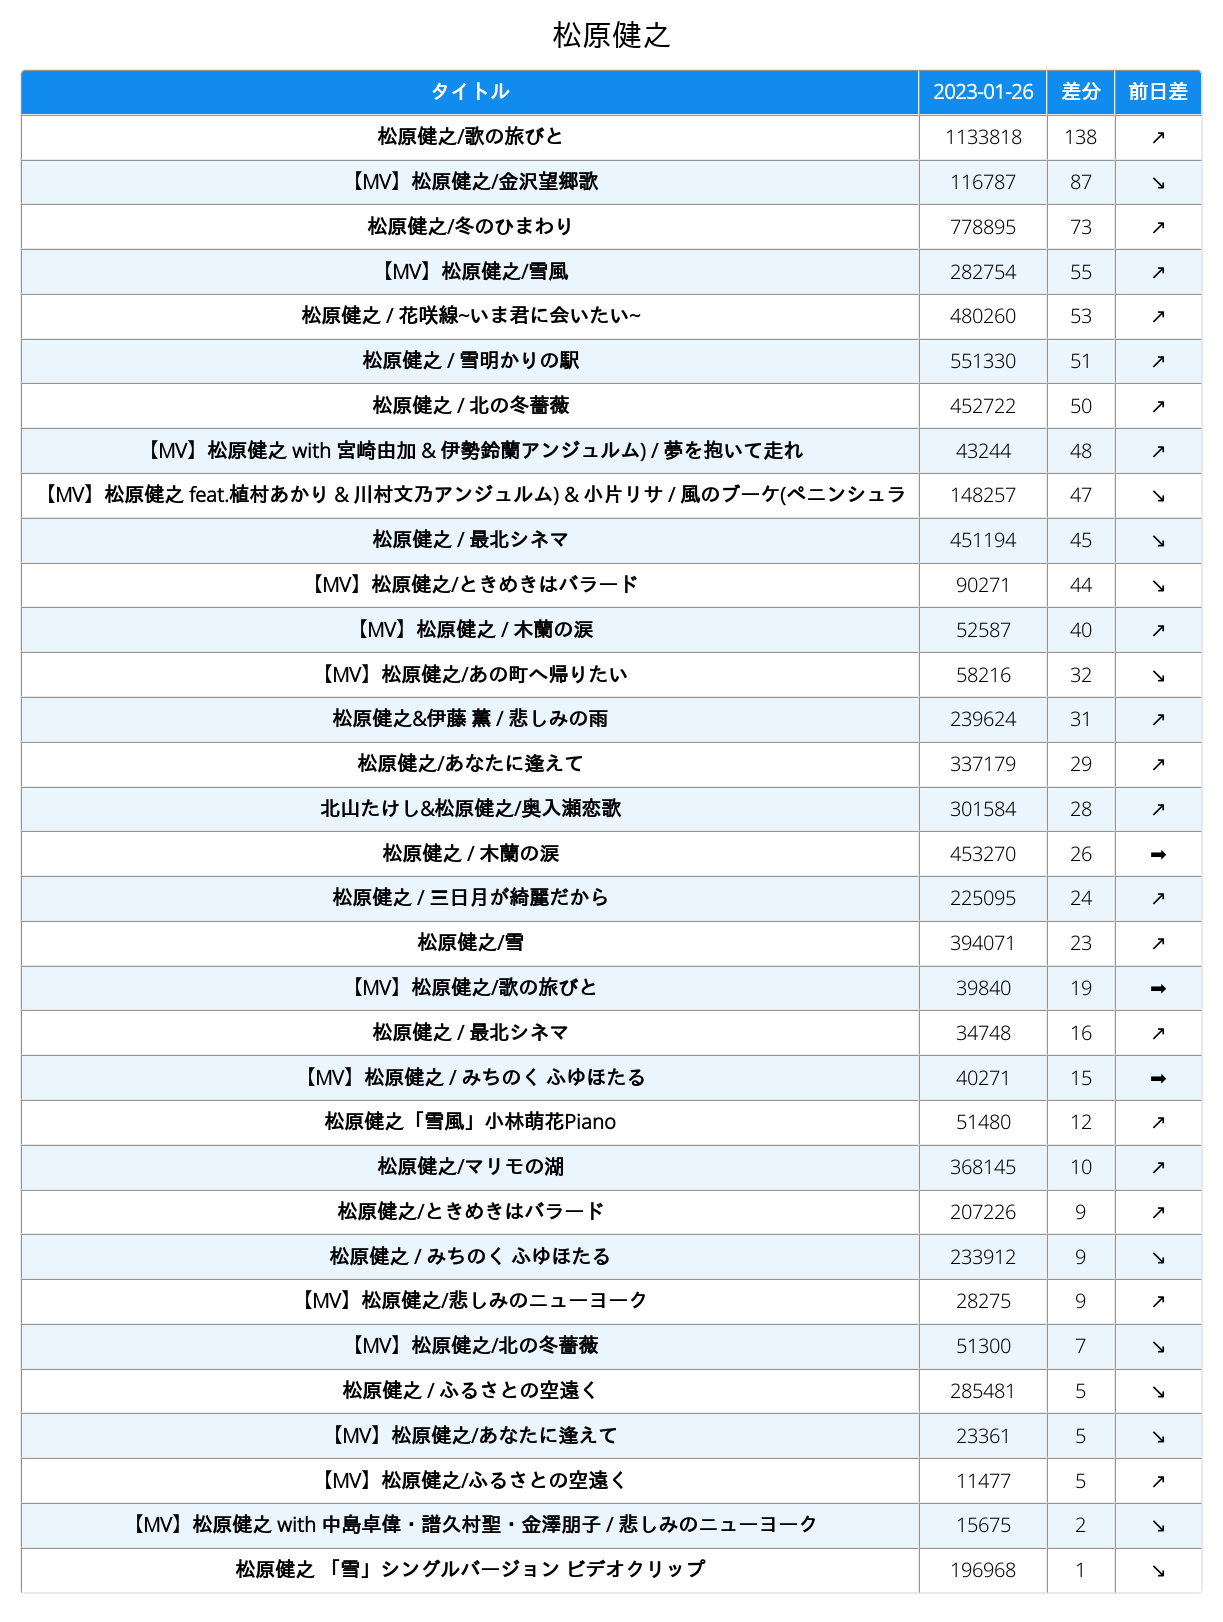 松原健之
タイトル 2023-01-26 差分 前日差
松原健之/歌の旅びと 1133818 138 ↗
【MV】松原健之/金沢望郷歌 116787 87 ↘
松原健之/冬のひまわり 778895 73 ↗
【MV】松原健之/雪風 282754 55 ↗
松原健之 / 花咲線~いま君に会いたい~ 480260 53 ↗
松原健之 / 雪明かりの駅 551330 51 ↗
松原健之 / 北の冬薔薇 452722 50 ↗
【MV】松原健之 with 宮崎由加 & 伊勢鈴蘭アンジュルム) / 夢を抱いて走れ 43244 48 ↗
【MV】松原健之 feat.植村あかり & 川村文乃アンジュルム) & 小片リサ / 風のブーケ(ペニンシュラ 148257 47 ↘
松原健之 / 最北シネマ 451194 45 ↘
【MV】松原健之/ときめきはバラード 90271 44 ↘
【MV】松原健之 / 木蘭の涙 52587 40 ↗
【MV】松原健之/あの町へ帰りたい 58216 32 ↘
松原健之&伊藤 薫 / 悲しみの雨 239624 31 ↗
松原健之/あなたに逢えて 337179 29 ↗
北山たけし&松原健之/奥入瀬恋歌 301584 28 ↗
松原健之 / 木蘭の涙 453270 26 ➡
松原健之 / 三日月が綺麗だから 225095 24 ↗
松原健之/雪 394071 23 ↗
【MV】松原健之/歌の旅びと 39840 19 ➡
松原健之 / 最北シネマ 34748 16 ↗
【MV】松原健之 / みちのく ふゆほたる 40271 15 ➡
松原健之「雪風」小林萌花Piano 51480 12 ↗
松原健之/マリモの湖 368145 10 ↗
松原健之/ときめきはバラード 207226 9 ↗
松原健之 / みちのく ふゆほたる 233912 9 ↘
【MV】松原健之/悲しみのニューヨーク 28275 9 ↗
【MV】松原健之/北の冬薔薇 51300 7 ↘
松原健之 / ふるさとの空遠く 285481 5 ↘
【MV】松原健之/あなたに逢えて 23361 5 ↘
【MV】松原健之/ふるさとの空遠く 11477 5 ↗
【MV】松原健之 with 中島卓偉・譜久村聖・金澤朋子 / 悲しみのニューヨーク 15675 2 ↘
松原健之 「雪」シングルバージョン ビデオクリップ 196968 1 ↘